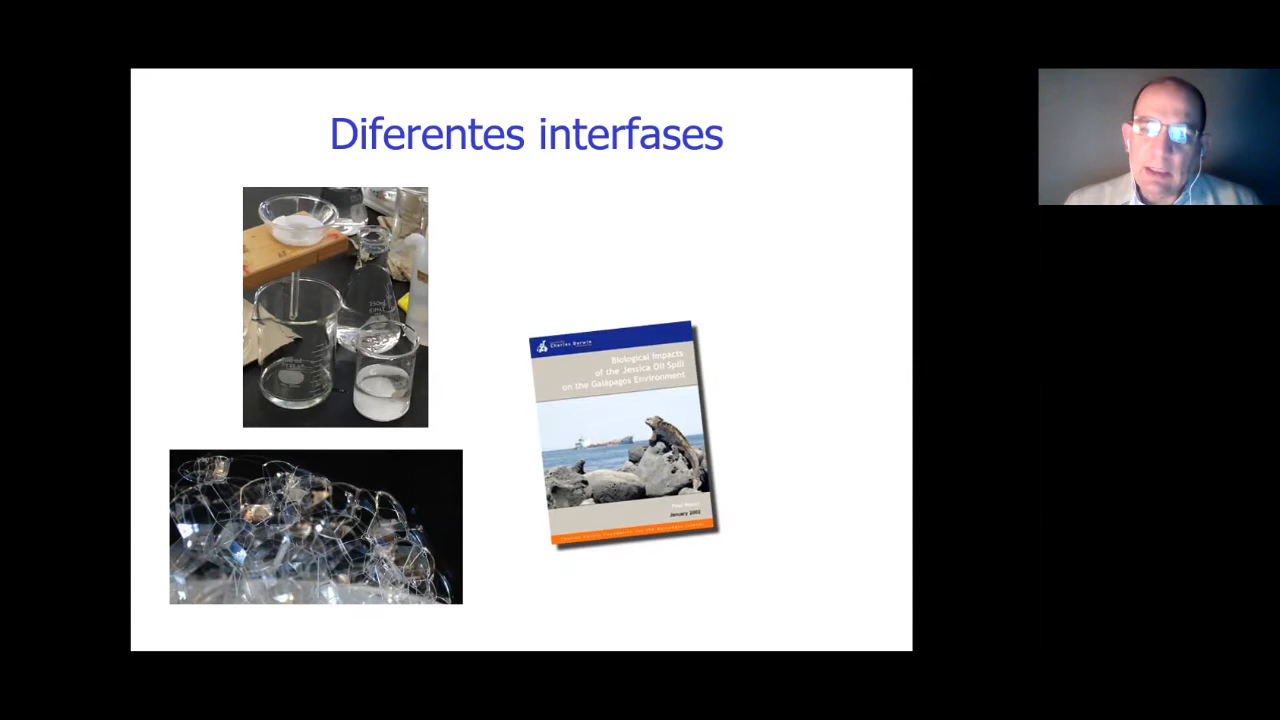 Diferentes interfases
Charles Darwin
Biological Impacts
of the Jessica Oil Spill
on the Galápagos Environment
January 2002